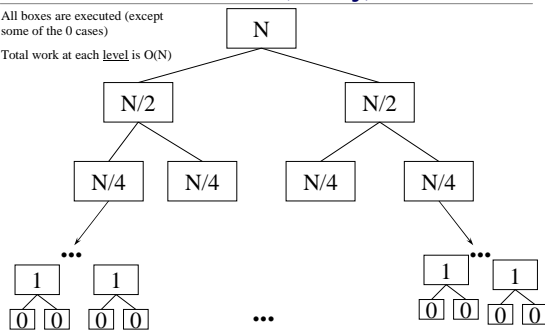 All boxes are executed (except
some of the 0 cases)
Total work at each level is O(N)
N
N/2 N/2
N/4 N/4 N/4 N/4
... ...
1 1 1 1
0 0 0 0 ... 0 0 0 0